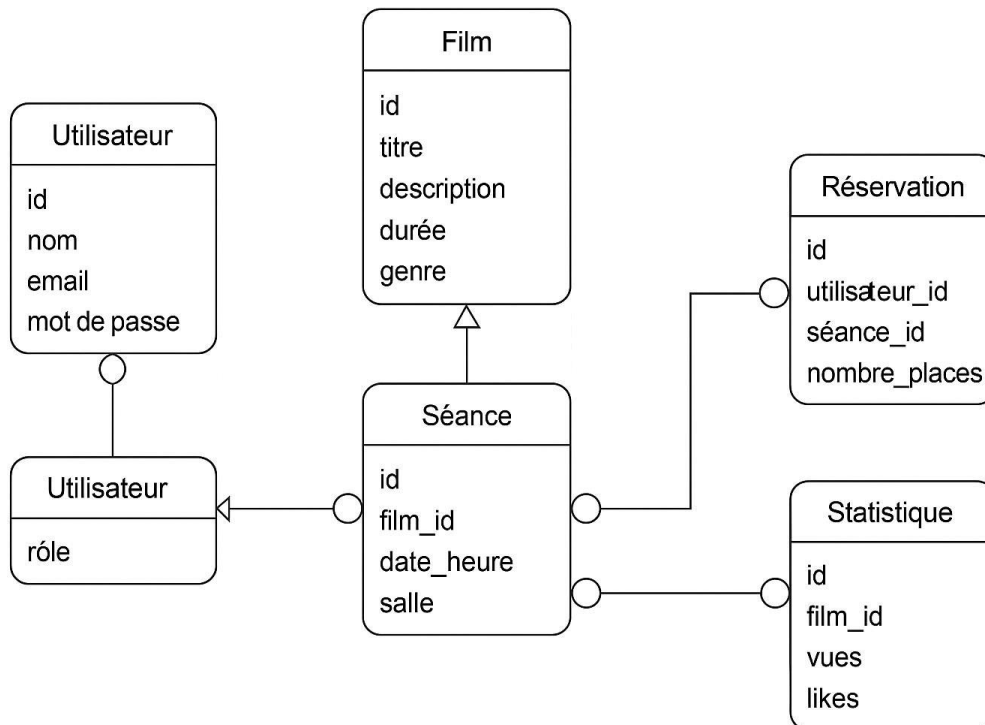 Film
id
titre
description
durée
genre
Utilisateur
id
nom
email
mot de passe
Utilisateur
róle
Séance
id
film_id
date_heure
salle
Réservation
id
utilisateur_id
séance_id
nombre_places
Statistique
id
film_id
vues
likes